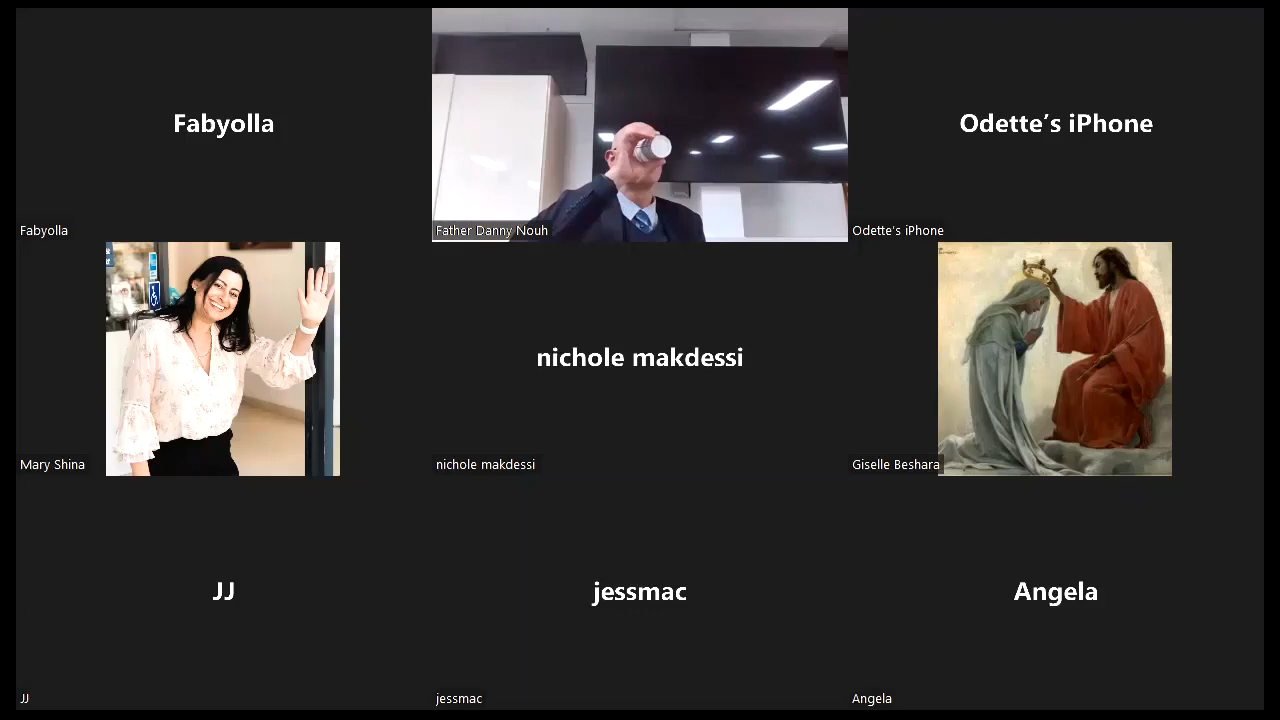 Fabyolla
Odette's iPhone
Fabyolla
Father Danny Nouh
Odette's iPhone
nichole makdessi
Mary Shina
nichole makdessi
Giselle Beshara
JJ
jessmac
Angela
JJ
jessmac
Angela